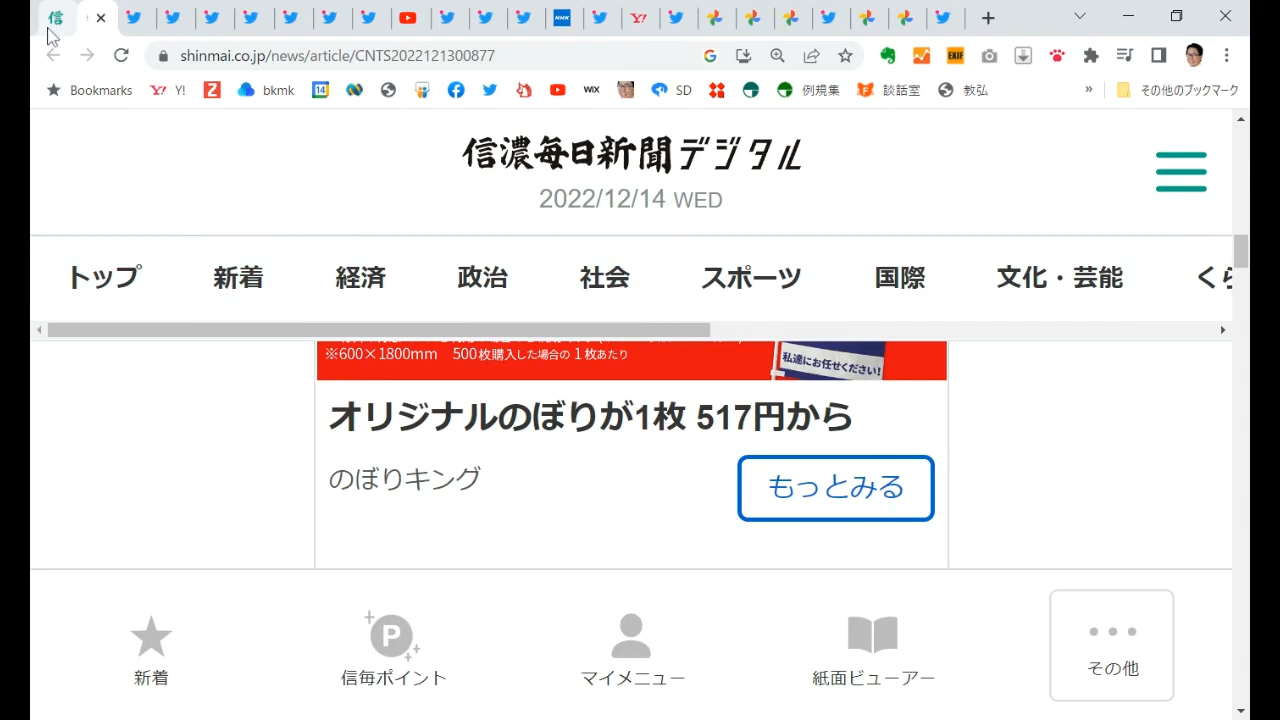 shinmai.co.jp/news/article/CNTS2022121300877
Bookmarks Y! bkmk 14 WIX SD 例規集 談話室 教弘 » その他のブックマーク
信濃毎日新聞デジタル
2022/12/14 WED
トップ 新着 経済 政治 社会 スポーツ 国際 文化・芸能 くら
※600×1800mm 500枚購入した場合の1枚あたり
私達にお任せください!
オリジナルのぼりが1枚 517円から
のぼりキング もっとみる
新着 信毎ポイント マイメニュー 紙面ビューアー その他